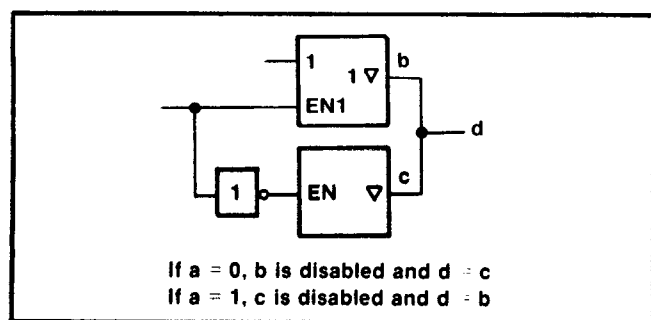 1
1 ▽
b
EN1
d
1
EN
▽
c
If a = 0, b is disabled and d = c
If a = 1, c is disabled and d = b